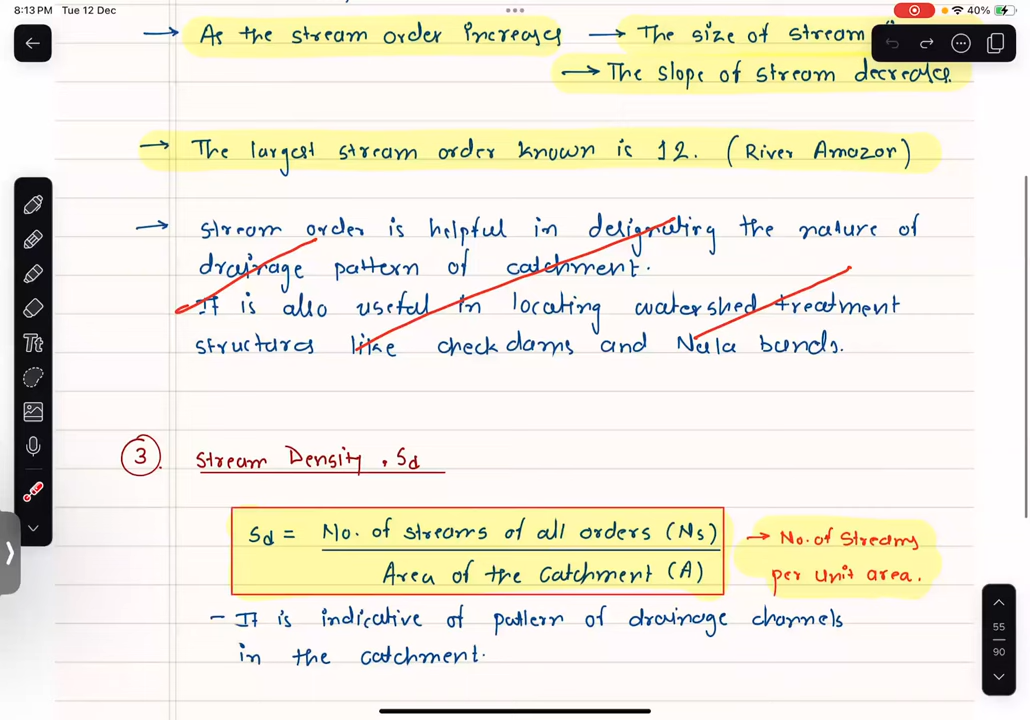 8:13 PM Tue 12 Dec
40%
→ As the stream order increases → The size of stream
→ The slope of stream decreases.
→ The largest stream order known is 12. (River Amazon)
→ Stream order is helpful in designating the nature of
drainage pattern of catchment.
It is also useful in locating watershed treatment
structures like check dams and Nala bunds.
3. Stream Density, Sd
Sd = No. of streams of all orders (Ns)
Area of the Catchment (A)
→ No. of Streams
per unit area.
- It is indicative of pattern of drainage channels
in the catchment.
Tt
55
90